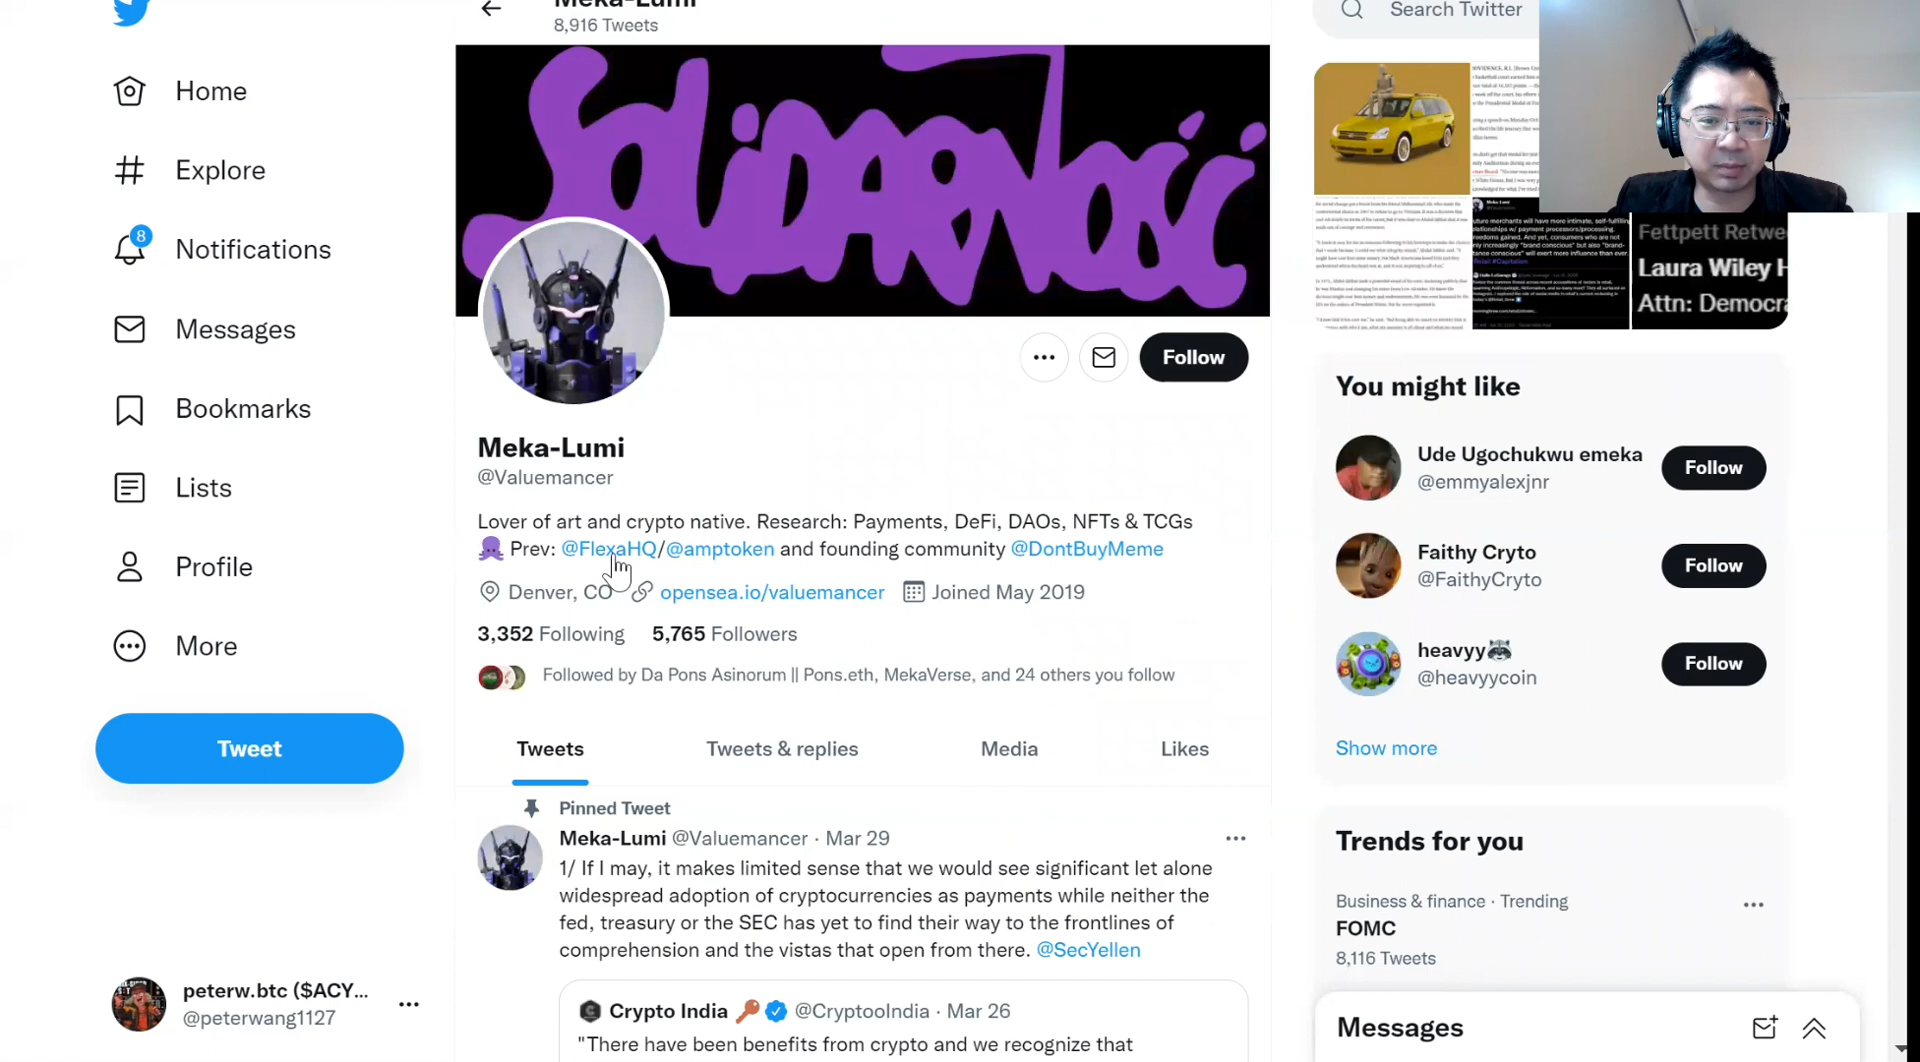 Meka-Lumi
8,916 Tweets
Home
Explore
8
Notifications
Messages
Bookmarks
Lists
Profile
More
Tweet
peterw.btc ($ACY...
@peterwang1127
SOLIDARNOŚĆ
Follow
Meka-Lumi
@Valuemancer
Lover of art and crypto native. Research: Payments, DeFi, DAOs, NFTs & TCGs
🐙 Prev: @FlexaHQ/@amptoken and founding community @DontBuyMeme
Denver, CO opensea.io/valuemancer Joined May 2019
3,352 Following 5,765 Followers
Followed by Da Pons Asinorum || Pons.eth, MekaVerse, and 24 others you follow
Tweets Tweets & replies Media Likes
Pinned Tweet
Meka-Lumi @Valuemancer · Mar 29
1/ If I may, it makes limited sense that we would see significant let alone
widespread adoption of cryptocurrencies as payments while neither the
fed, treasury or the SEC has yet to find their way to the frontlines of
comprehension and the vistas that open from there. @SecYellen
Crypto India 🔑 @CryptooIndia · Mar 26
"There have been benefits from crypto and we recognize that
Search Twitter
Fettpett Retwe
Laura Wiley H
Attn: Democra
You might like
Ude Ugochukwu emeka
@emmyalexjnr
Follow
Faithy Cryto
@FaithyCryto
Follow
heavyy🦝
@heavyycoin
Follow
Show more
Trends for you
Business & finance · Trending
FOMC
8,116 Tweets
Messages